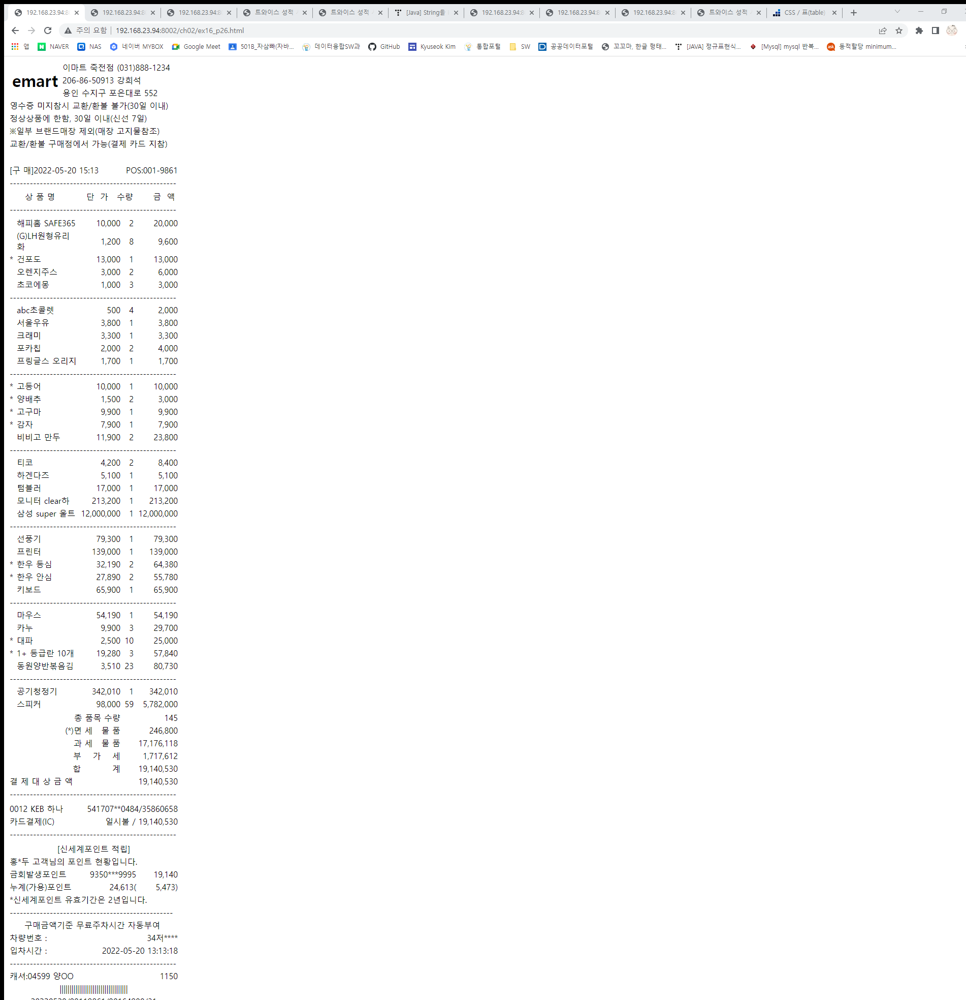 192.168.23.94:8 192.168.23.94:8 192.168.23.94:8 트와이스 성적 트와이스 성적 [Java] String을 192.168.23.94:8 192.168.23.94:8 192.168.23.94:8 트와이스 성적 CSS / 표(table)
주의 요함 192.168.23.94:8002/ch02/ex16_p26.html
앱 NAVER NAS 네이버 MYBOX Google Meet 501B_자삼빠(자바... 데이터융합SW과 GitHub Kyuseok Kim 통합포털 SW 공공데이터포털 꼬꼬마, 한글 형태... [JAVA] 정규표현식... [Mysql] mysql 반복... 동적할당 minimum...
이마트 죽전점 (031)888-1234
emart 206-86-50913 강희석
용인 수지구 포은대로 552
영수증 미지참시 교환/환불 불가(30일 이내)
정상상품에 한함, 30일 이내(신선 7일)
※일부 브랜드매장 제외(매장 고지물참조)
교환/환불 구매점에서 가능(결제 카드 지참)
[구 매]2022-05-20 15:13 POS:001-9861
--------------------------------------------------
상 품 명 단 가 수량 금 액
--------------------------------------------------
해피홈 SAFE365 10,000 2 20,000
(G)LH원형유리
화 1,200 8 9,600
* 건포도 13,000 1 13,000
오렌지주스 3,000 2 6,000
초코에몽 1,000 3 3,000
--------------------------------------------------
abc초콜렛 500 4 2,000
서울우유 3,800 1 3,800
크래미 3,300 1 3,300
포카칩 2,000 2 4,000
프링글스 오리지 1,700 1 1,700
--------------------------------------------------
* 고등어 10,000 1 10,000
* 양배추 1,500 2 3,000
* 고구마 9,900 1 9,900
* 감자 7,900 1 7,900
비비고 만두 11,900 2 23,800
--------------------------------------------------
티코 4,200 2 8,400
하겐다즈 5,100 1 5,100
텀블러 17,000 1 17,000
모니터 clear하 213,200 1 213,200
삼성 super 울트 12,000,000 1 12,000,000
--------------------------------------------------
선풍기 79,300 1 79,300
프린터 139,000 1 139,000
* 한우 등심 32,190 2 64,380
* 한우 안심 27,890 2 55,780
키보드 65,900 1 65,900
--------------------------------------------------
마우스 54,190 1 54,190
카누 9,900 3 29,700
* 대파 2,500 10 25,000
* 1+ 등급란 10개 19,280 3 57,840
동원양반볶음김 3,510 23 80,730
--------------------------------------------------
공기청정기 342,010 1 342,010
스피커 98,000 59 5,782,000
총 품목 수량 145
(*)면 세 물 품 246,800
과 세 물 품 17,176,118
부 가 세 1,717,612
합 계 19,140,530
결 제 대 상 금 액 19,140,530
--------------------------------------------------
0012 KEB 하나 541707**0484/35860658
카드결제(IC) 일시불 / 19,140,530
--------------------------------------------------
[신세계포인트 적립]
홍*두 고객님의 포인트 현황입니다.
금회발생포인트 9350***9995 19,140
누계(가용)포인트 24,613( 5,473)
*신세계포인트 유효기간은 2년입니다.
-------------------------------------------------
구매금액기준 무료주차시간 자동부여
차량번호 : 34저****
입차시간 : 2022-05-20 13:13:18
--------------------------------------------------
캐셔:04599 양OO 1150